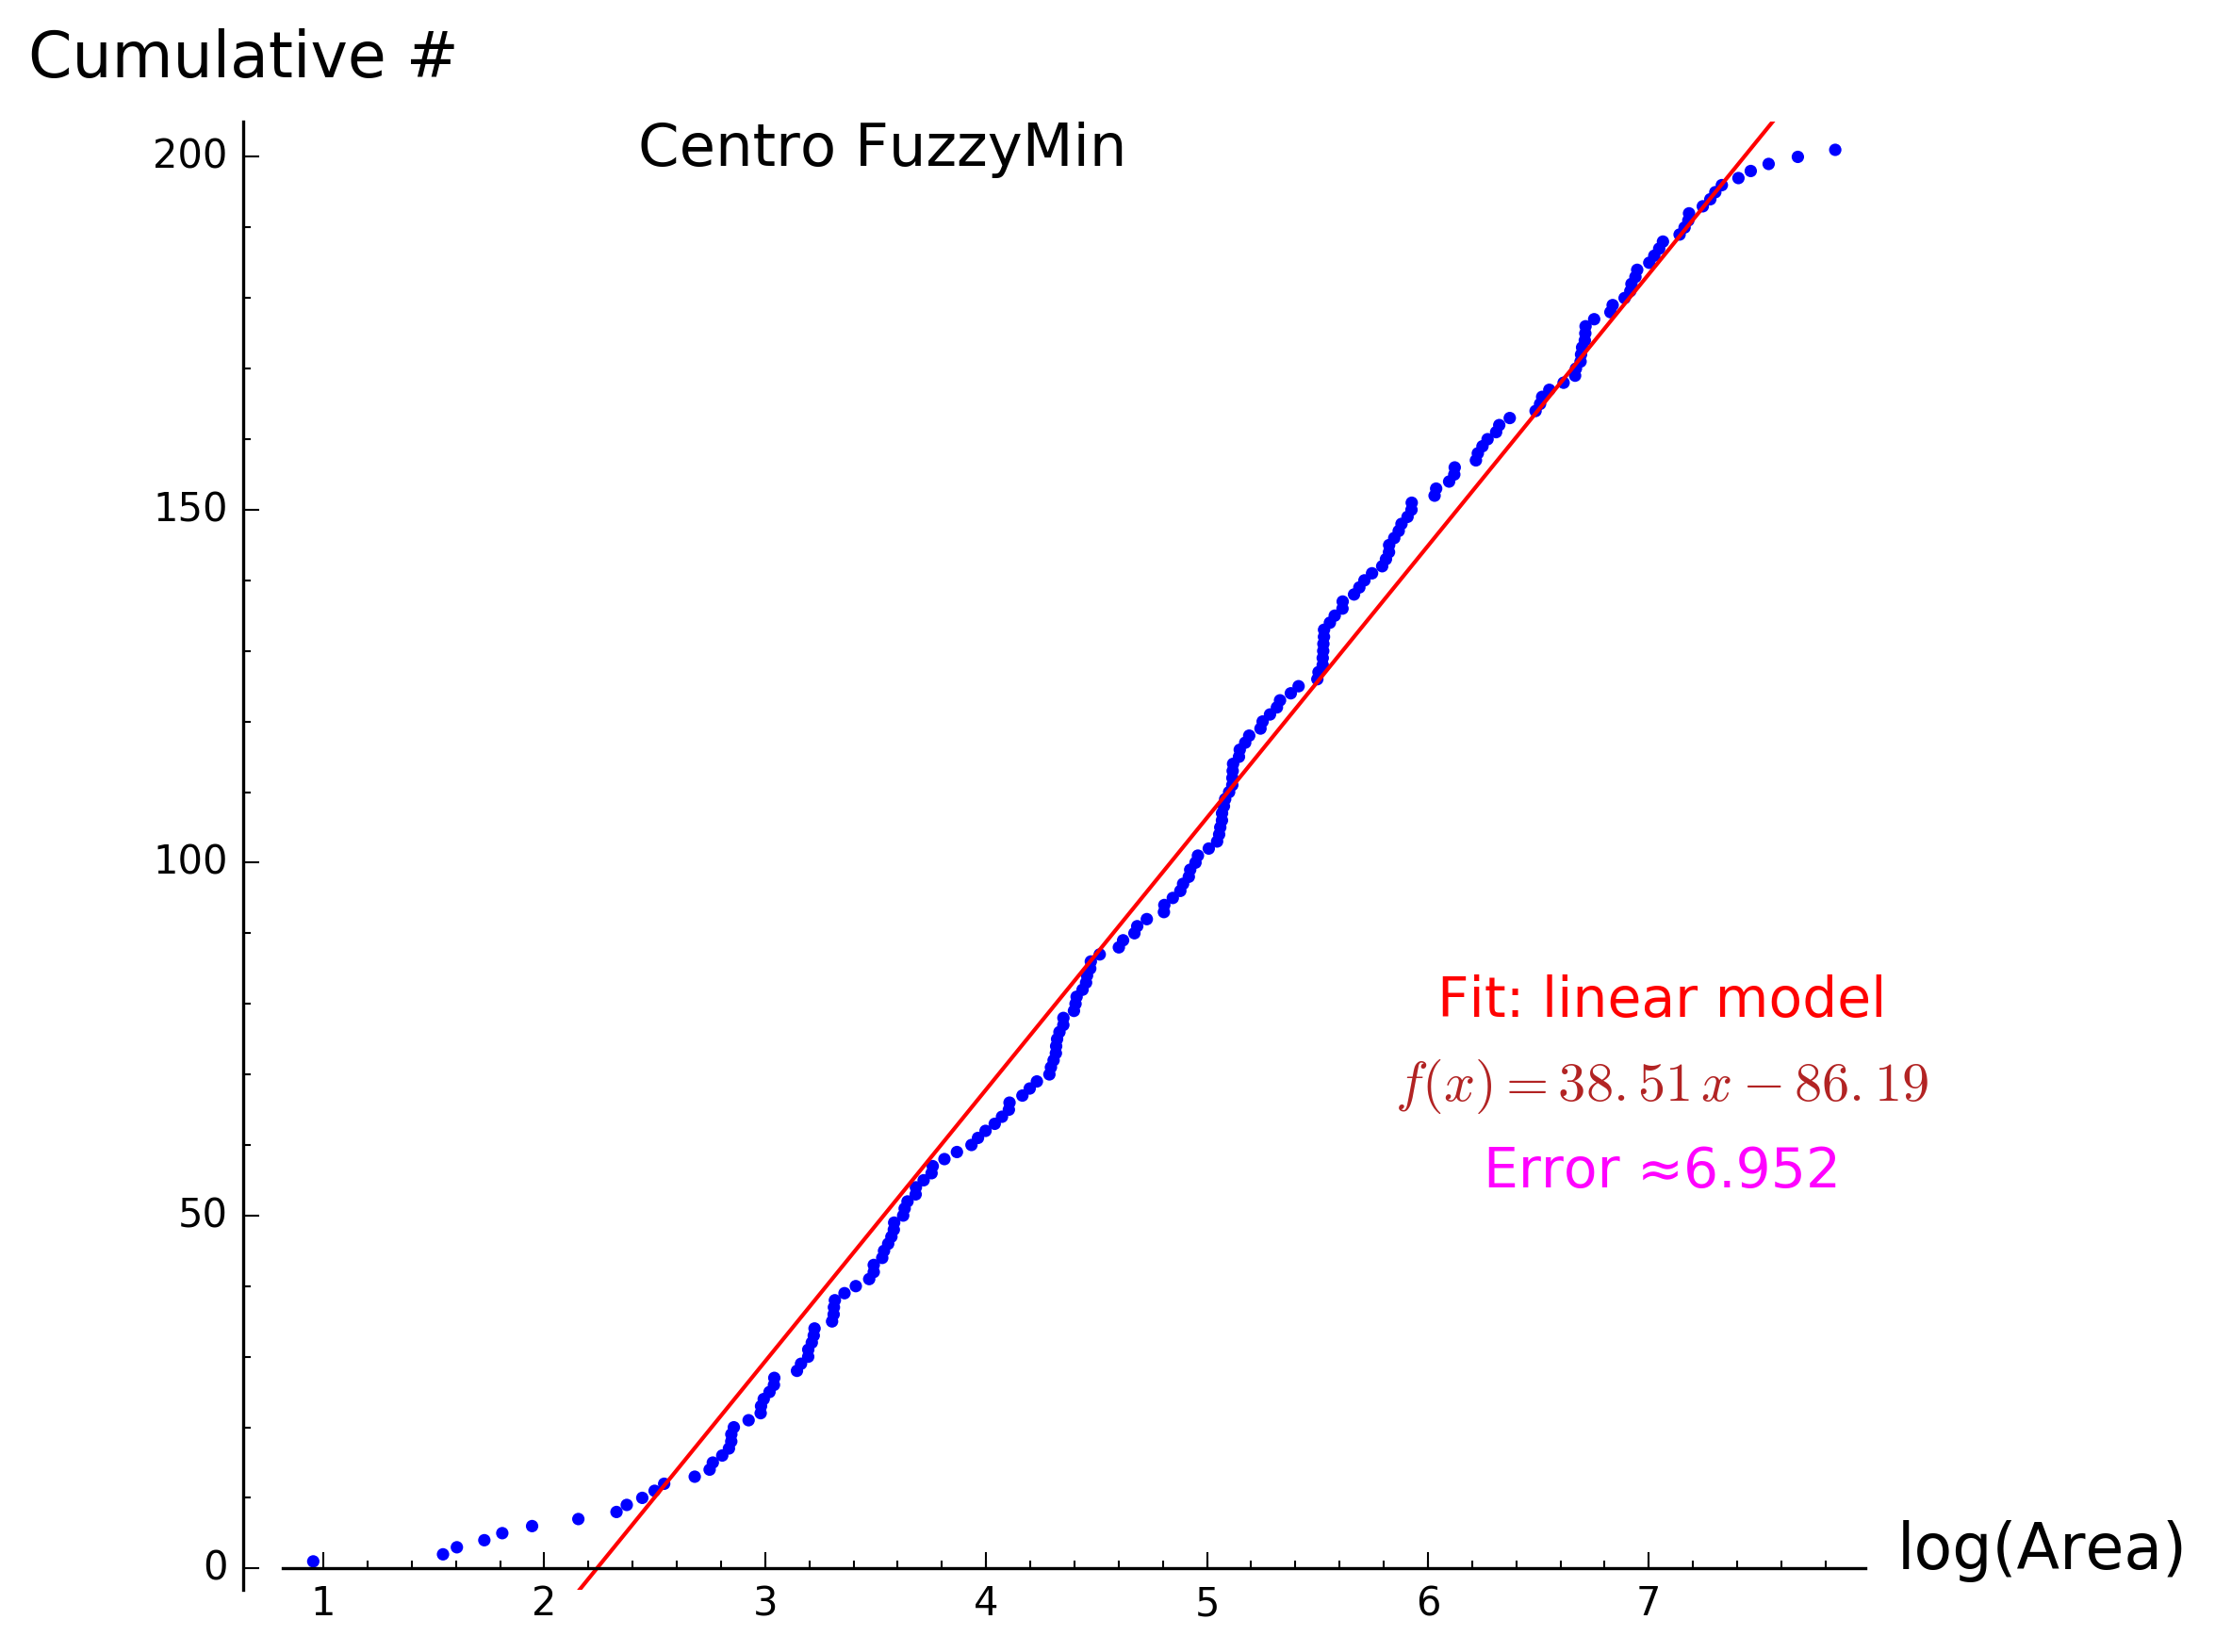 Cumulative #
Centro FuzzyMin
200
150
100
50
0
Fit: linear model
f(x) = 38.51x − 86.19
Error ≈6.952
log(Area)
1 2 3 4 5 6 7